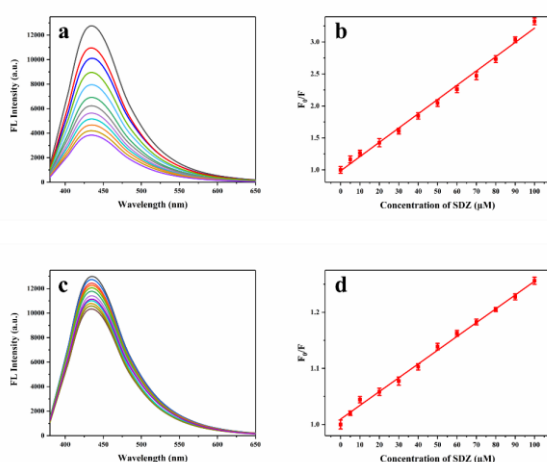 a
FL Intensity (a.u.)
12000
10000
8000
6000
4000
2000
0
400 450 500 550 600 650
Wavelength (nm)
b
F₀/F
3.0
2.5
2.0
1.5
1.0
0 10 20 30 40 50 60 70 80 90 100
Concentration of SDZ (μM)
c
FL Intensity (a.u.)
12000
10000
8000
6000
4000
2000
0
400 450 500 550 600 650
Wavelength (nm)
d
F₀/F
1.2
1.1
1.0
0 10 20 30 40 50 60 70 80 90 100
Concentration of SDZ (μM)